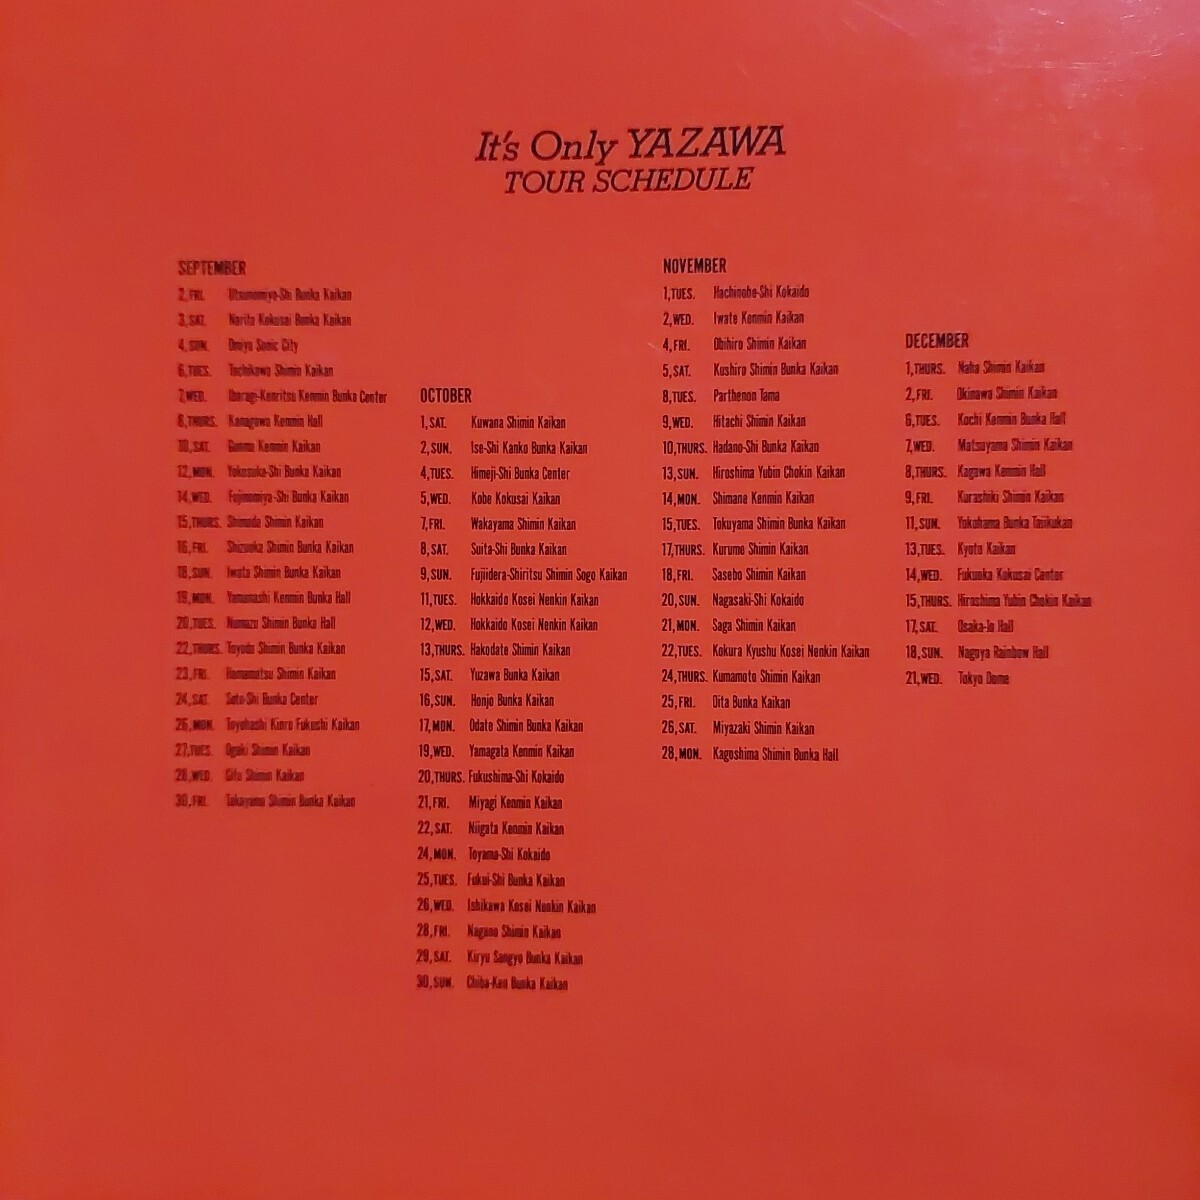 It's Only YAZAWA
TOUR SCHEDULE
SEPTEMBER
2,FRI. Utsunomiya-Shi Bunka Kaikan
3,SAT. Narita Kokusai Bunka Kaikan
4,SUN. Omiya Sonic City
6,TUES. Tachikawa Shimin Kaikan
7,WED. Ibaragi-Kenritsu Kenmin Bunka Center
8,THURS. Kanagawa Kenmin Hall
10,SAT. Gunma Kenmin Kaikan
12,MON. Yokosuka-Shi Bunka Kaikan
14,WED. Fujinomiya-Shi Bunka Kaikan
15,THURS. Shimada Shimin Kaikan
16,FRI. Shizuoka Shimin Bunka Kaikan
18,SUN. Iwata Shimin Bunka Kaikan
19,MON. Yamanashi Kenmin Bunka Hall
20,TUES. Numazu Shimin Bunka Hall
22,THURS. Toyoda Shimin Bunka Kaikan
23,FRI. Hamamatsu Shimin Kaikan
24,SAT. Seto-Shi Bunka Center
26,MON. Toyohashi Kinro Fukushi Kaikan
27,TUES. Ogaki Shimin Kaikan
28,WED. Gifu Shimin Kaikan
30,FRI. Takayama Shimin Bunka Kaikan
OCTOBER
1,SAT. Kuwana Shimin Kaikan
2,SUN. Ise-Shi Kanko Bunka Kaikan
4,TUES. Himeji-Shi Bunka Center
5,WED. Kobe Kokusai Kaikan
7,FRI. Wakayama Shimin Kaikan
8,SAT. Suita-Shi Bunka Kaikan
9,SUN. Fujiidera-Shiritsu Shimin Sogo Kaikan
11,TUES. Hokkaido Kosei Nenkin Kaikan
12,WED. Hokkaido Kosei Nenkin Kaikan
13,THURS. Hakodate Shimin Kaikan
15,SAT. Yuzawa Bunka Kaikan
16,SUN. Honjo Bunka Kaikan
17,MON. Odate Shimin Bunka Kaikan
19,WED. Yamagata Kenmin Kaikan
20,THURS. Fukushima-Shi Kokaido
21,FRI. Miyagi Kenmin Kaikan
22,SAT. Niigata Kenmin Kaikan
24,MON. Toyama-Shi Kokaido
25,TUES. Fukui-Shi Bunka Kaikan
26,WED. Ishikawa Kosei Nenkin Kaikan
28,FRI. Nagano Shimin Kaikan
29,SAT. Kiryu Sangyo Bunka Kaikan
30,SUN. Chiba-Ken Bunka Kaikan
NOVEMBER
1,TUES. Hachinohe-Shi Kokaido
2,WED. Iwate Kenmin Kaikan
4,FRI. Obihiro Shimin Kaikan
5,SAT. Kushiro Shimin Bunka Kaikan
8,TUES. Parthenon Tama
9,WED. Hitachi Shimin Kaikan
10,THURS. Hadano-Shi Bunka Kaikan
13,SUN. Hiroshima Yubin Chokin Kaikan
14,MON. Shimane Kenmin Kaikan
15,TUES. Tokuyama Shimin Bunka Kaikan
17,THURS. Kurume Shimin Kaikan
18,FRI. Sasebo Shimin Kaikan
20,SUN. Nagasaki-Shi Kokaido
21,MON. Saga Shimin Kaikan
22,TUES. Kokura Kyushu Kosei Nenkin Kaikan
24,THURS. Kumamoto Shimin Kaikan
25,FRI. Oita Bunka Kaikan
26,SAT. Miyazaki Shimin Kaikan
28,MON. Kagoshima Shimin Bunka Hall
DECEMBER
1,THURS. Naha Shimin Kaikan
2,FRI. Okinawa Shimin Kaikan
6,TUES. Kochi Kenmin Bunka Hall
7,WED. Matsuyama Shimin Kaikan
8,THURS. Kagawa Kenmin Hall
9,FRI. Kurashiki Shimin Kaikan
11,SUN. Yokohama Bunka Taiikukan
13,TUES. Kyoto Kaikan
14,WED. Fukuoka Kokusai Center
15,THURS. Hiroshima Yubin Chokin Kaikan
17,SAT. Osaka-Jo Hall
18,SUN. Nagoya Rainbow Hall
21,WED. Tokyo Dome